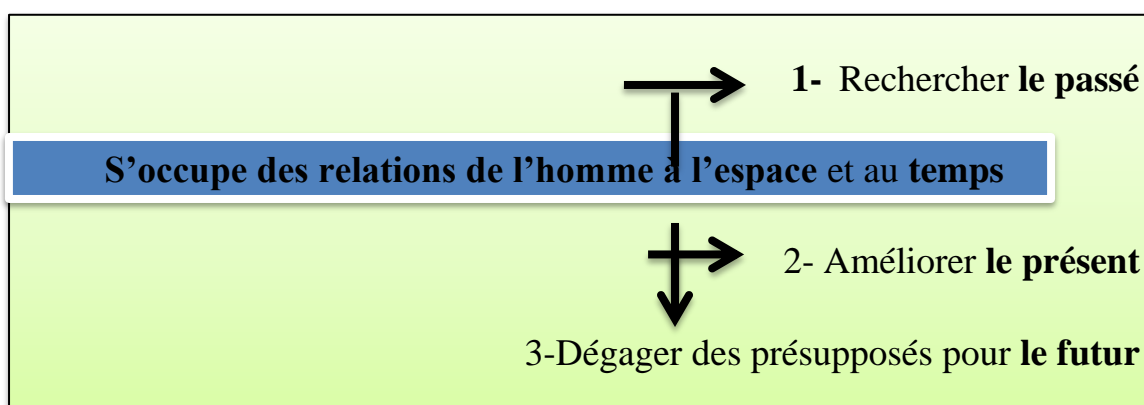 1- Rechercher le passé
S’occupe des relations de l’homme à l’espace et au temps
2- Améliorer le présent
3-Dégager des présupposés pour le futur